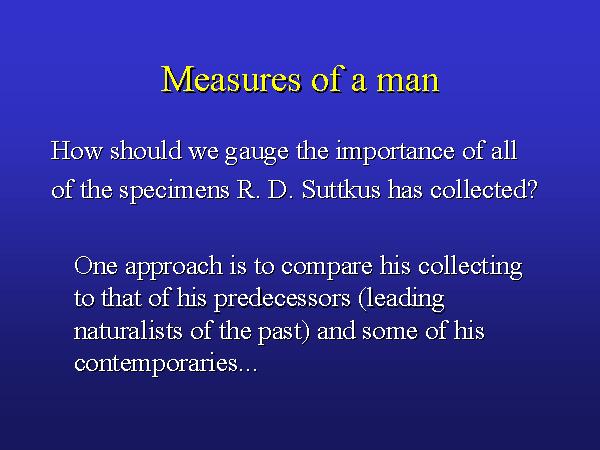 Measures of a man
How should we gauge the importance of all
of the specimens R. D. Suttkus has collected?
One approach is to compare his collecting
to that of his predecessors (leading
naturalists of the past) and some of his
contemporaries...